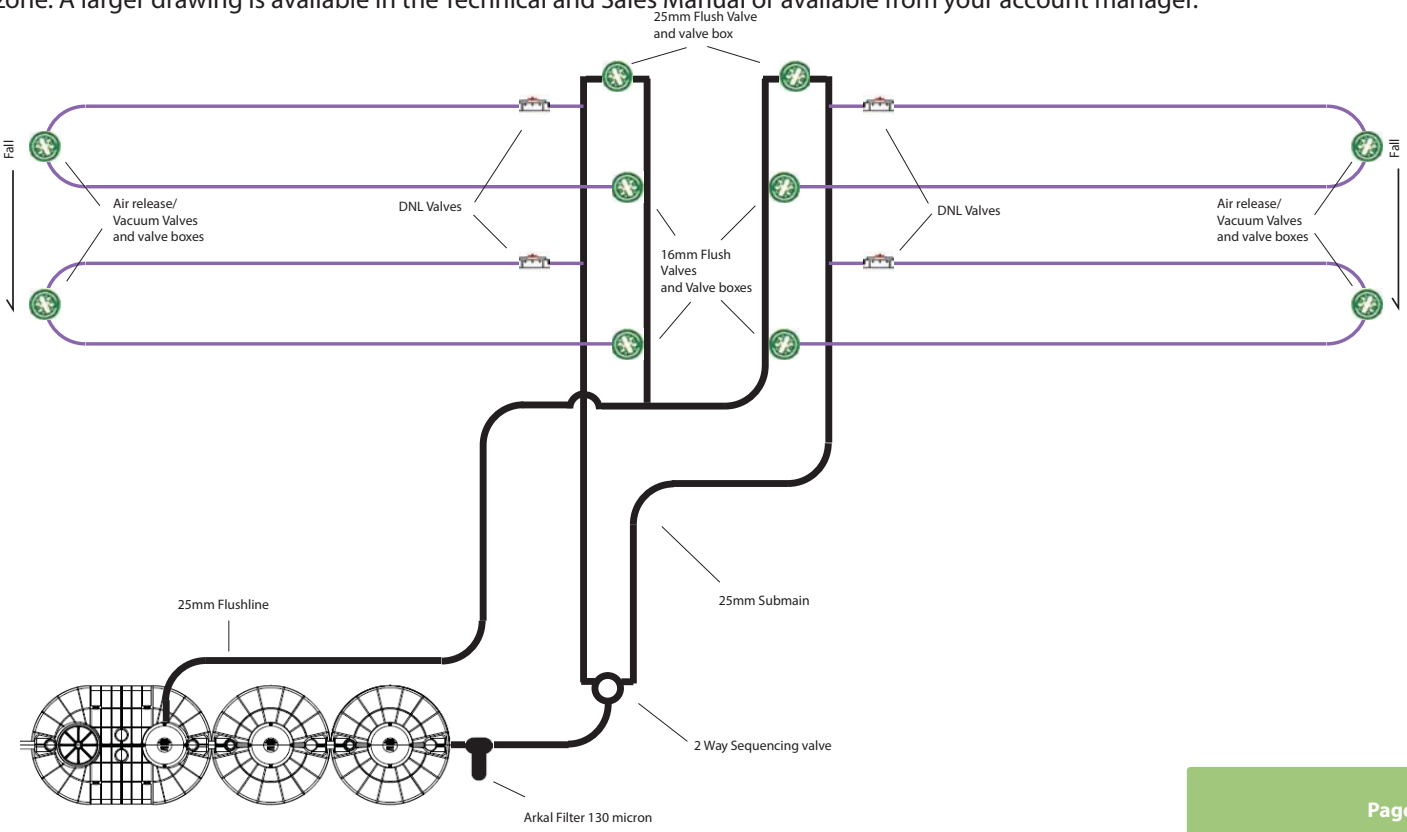 zone. A larger drawing is available in the Technical and Sales Manual or available from your account manager.
25mm Flush Valve
and valve box
Fall
Fall
Air release/
Vacuum Valves
and valve boxes
DNL Valves
DNL Valves
Air release/
Vacuum Valves
and valve boxes
16mm Flush
Valves
and Valve boxes
25mm Flushline
25mm Submain
2 Way Sequencing valve
Arkal Filter 130 micron
Page